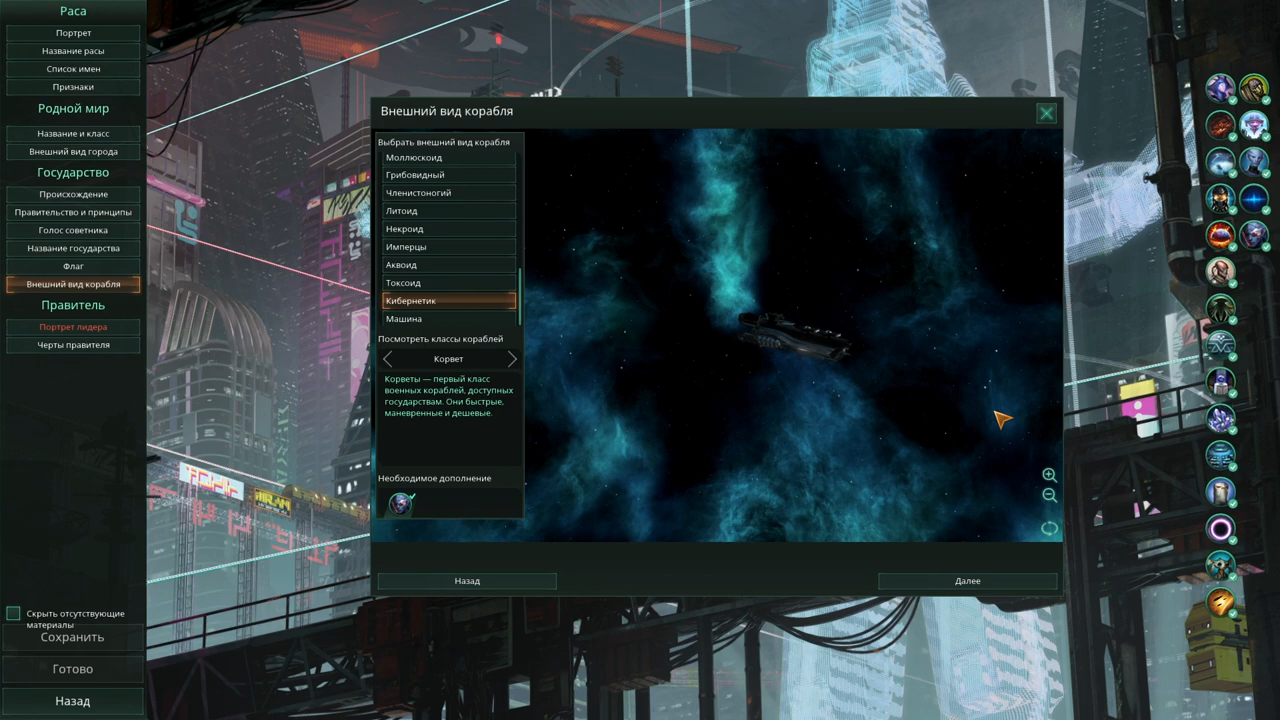 Раса
Портрет
Название расы
Список имен
Признаки
Родной мир
Название и класс
Внешний вид города
Государство
Происхождение
Правительство и принципы
Голос советника
Название государства
Флаг
Внешний вид корабля
Правитель
Портрет лидера
Черты правителя
Скрыть отсутствующие
материалы
Сохранить
Готово
Назад
Внешний вид корабля
Выбрать внешний вид корабля
Моллюскоид
Грибовидный
Членистоногий
Литоид
Некроид
Имперцы
Аквоид
Токсоид
Кибернетик
Машина
Посмотреть классы кораблей
Корвет
Корветы — первый класс
военных кораблей, доступных
государствам. Они быстрые,
маневренные и дешевые.
Необходимое дополнение
Назад
Далее